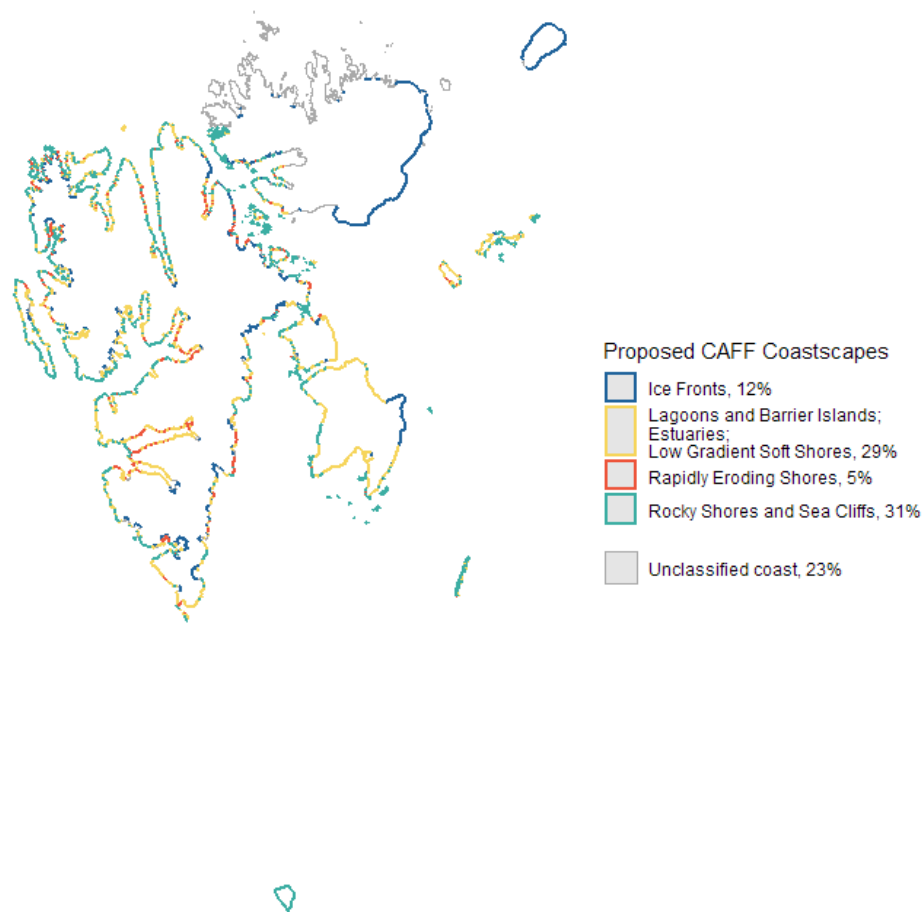 Proposed CAFF Coastscapes
Ice Fronts, 12%
Lagoons and Barrier Islands;
Estuaries;
Low Gradient Soft Shores, 29%
Rapidly Eroding Shores, 5%
Rocky Shores and Sea Cliffs, 31%
Unclassified coast, 23%